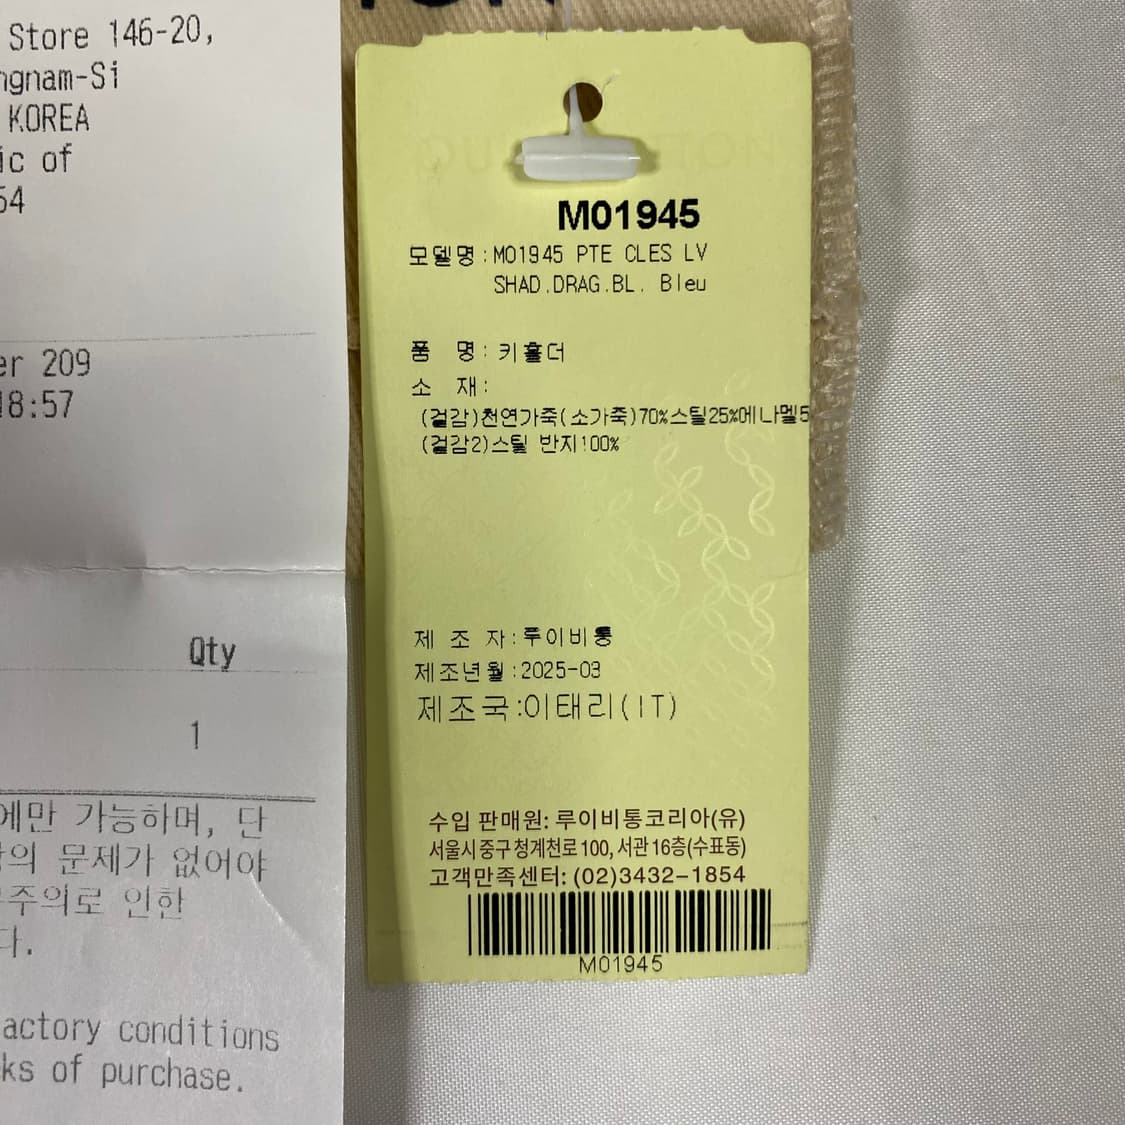 Store 146-20,
ngnam-Si
KOREA
ic of
54
er 209
18:57
Qty
1
에만 가능하며, 단
의 문제가 없어야
주의로 인한
다.
actory conditions
ks of purchase.
M01945
모델명:M01945 PTE CLES LV
SHAD.DRAG.BL. Bleu
품 명:키홀더
소 재:
(겉감)천연가죽(소가죽)70%스틸25%에나멜5
(겉감2)스틸 반지100%
제 조 자:루이비통
제조년월:2025-03
제조국:이태리(IT)
수입 판매원: 루이비통코리아(유)
서울시 중구 청계천로 100, 서관 16층(수표동)
고객만족센터: (02)3432-1854
M01945